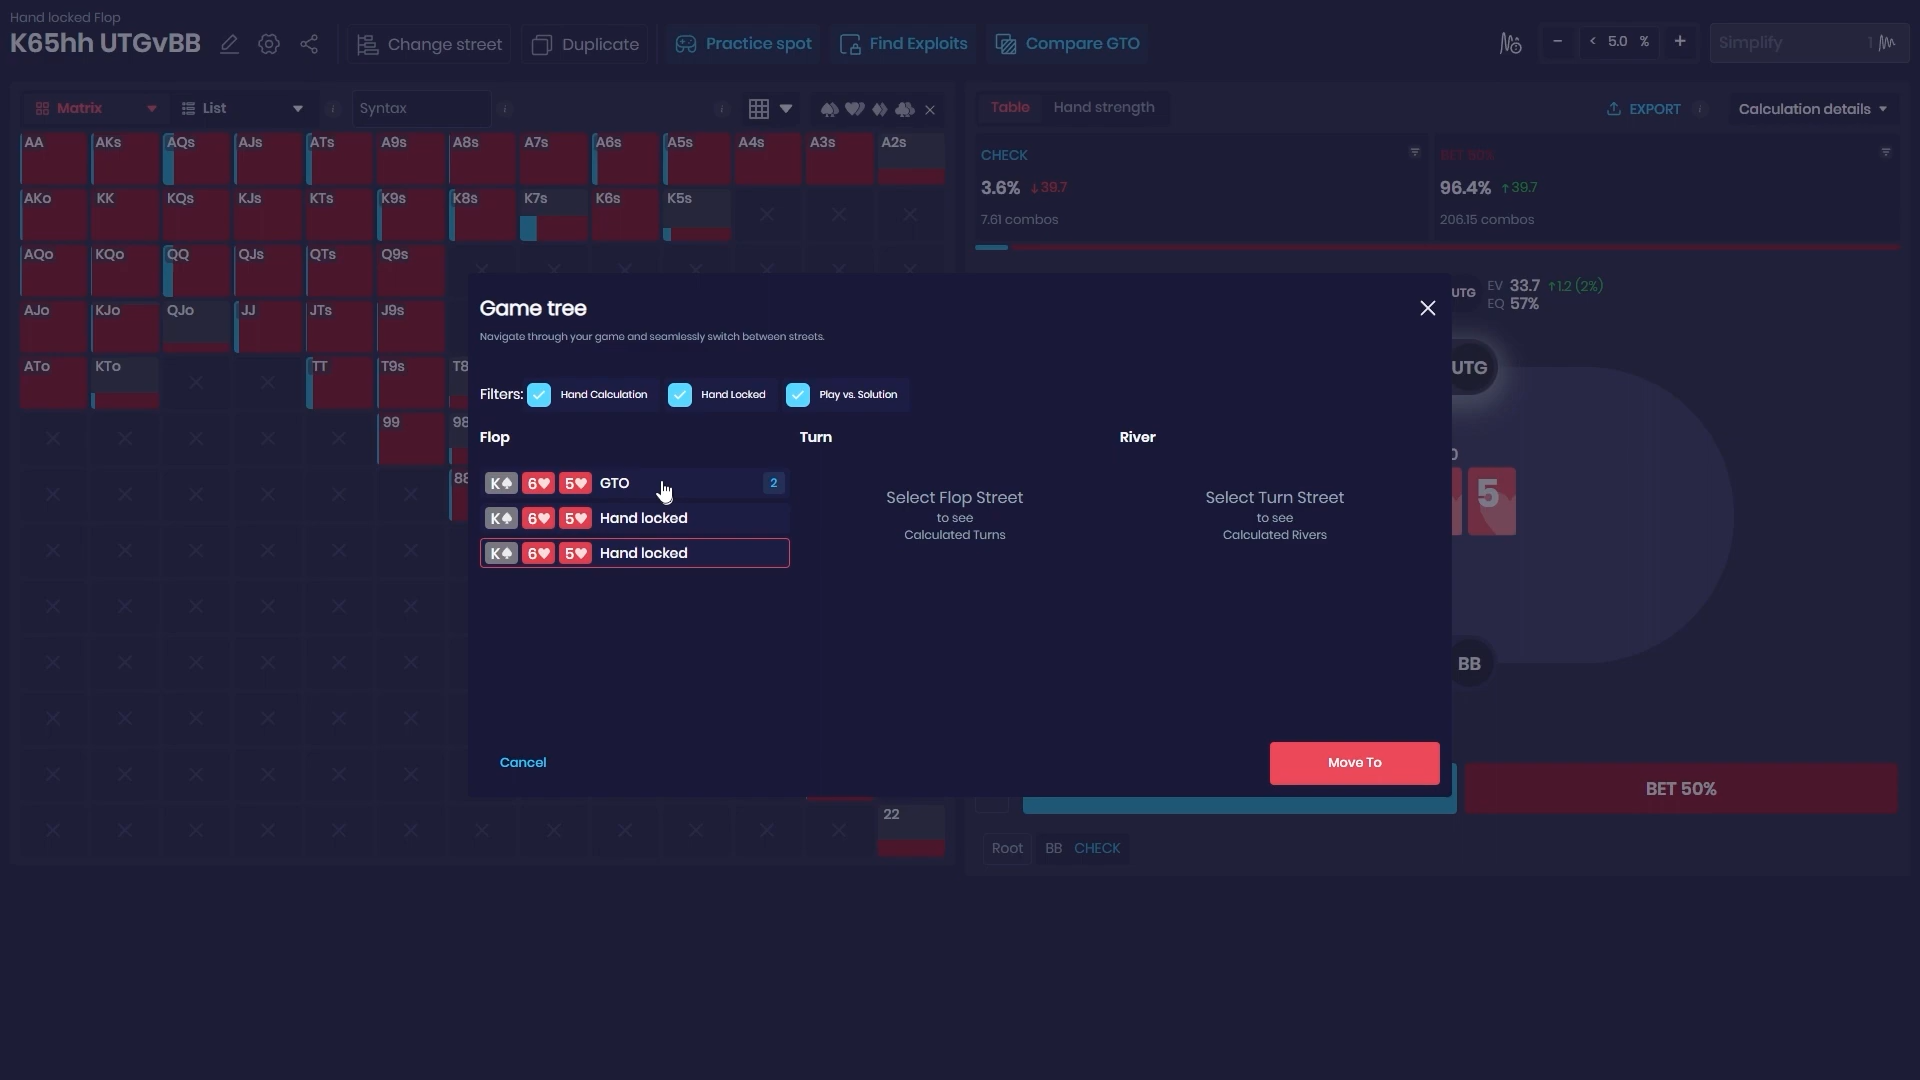 Hand locked Flop
K65hh UTGvBB
Change street
Duplicate
Practice spot
Find Exploits
Compare GTO
− < 5.0 % +
Simplify 1
Matrix
List
i
Syntax
i
i
AA AKs AQs AJs ATs A9s A8s A7s A6s A5s A4s A3s A2s
AKo KK KQs KJs KTs K9s K8s K7s K6s K5s
AQo KQo QQ QJs QTs Q9s
AJo KJo QJo JJ JTs J9s
ATo KTo TT T9s T8
99 98
88
22
Table
Hand strength
EXPORT
i
Calculation details
CHECK
3.6% ↓39.7
7.61 combos
BET 50%
96.4% ↑39.7
206.15 combos
UTG
EV 33.7 ↑1.2 (2%)
EQ 57%
UTG
5
BB
BET 50%
Root
BB CHECK
Game tree
Navigate through your game and seamlessly switch between streets.
Filters:
Hand Calculation
Hand Locked
Play vs. Solution
Flop
Turn
River
K♠ 6♥ 5♥ GTO 2
K♠ 6♥ 5♥ Hand locked
K♠ 6♥ 5♥ Hand locked
Select Flop Street
to see
Calculated Turns
Select Turn Street
to see
Calculated Rivers
Cancel
Move To